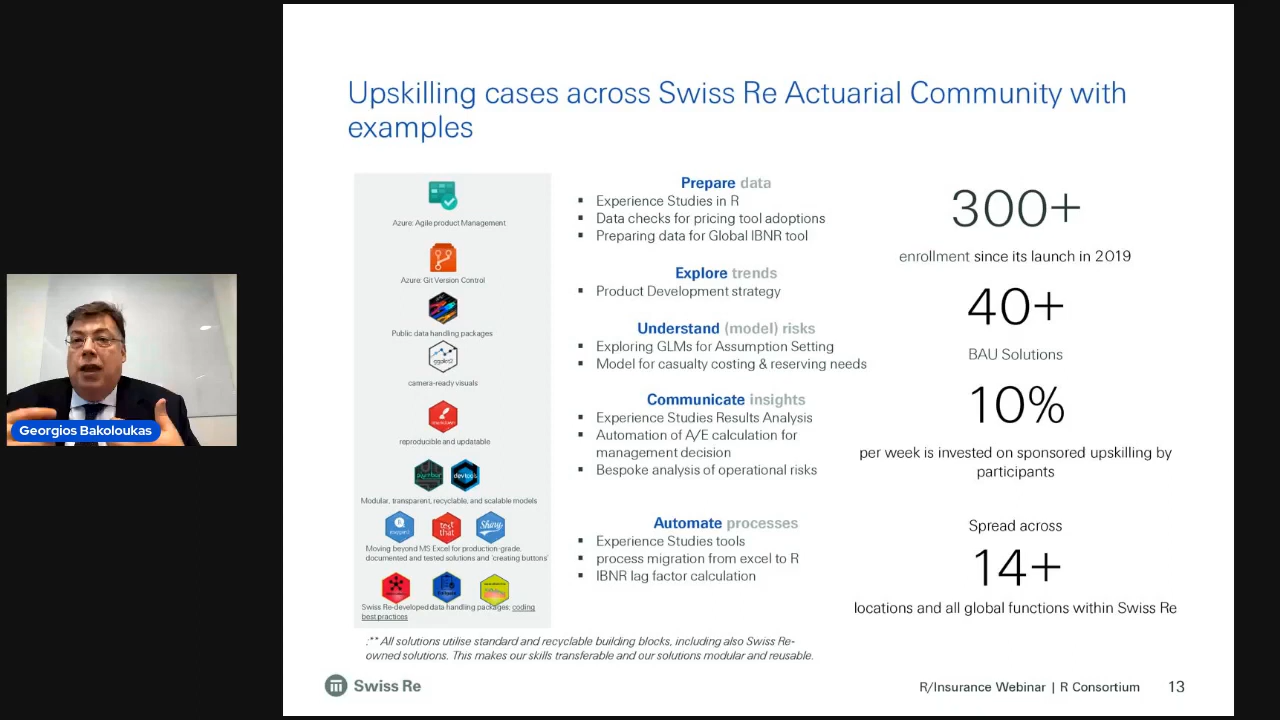 Upskilling cases across Swiss Re Actuarial Community with
examples
Azure: Agile product Management
Azure: Git Version Control
Public data handling packages
camera-ready visuals
reproducible and updatable
Modular, transparent, recyclable, and scalable models
test
that
Shiny
Moving beyond MS Excel for production-grade,
documented and tested solutions and 'creating buttons'
Swiss Re-developed data handling packages: coding
best practices
Prepare data
▪ Experience Studies in R
▪ Data checks for pricing tool adoptions
▪ Preparing data for Global IBNR tool
Explore trends
▪ Product Development strategy
Understand (model) risks
▪ Exploring GLMs for Assumption Setting
▪ Model for casualty costing & reserving needs
Communicate insights
▪ Experience Studies Results Analysis
▪ Automation of A/E calculation for
management decision
▪ Bespoke analysis of operational risks
Automate processes
▪ Experience Studies tools
▪ process migration from excel to R
▪ IBNR lag factor calculation
300+
enrollment since its launch in 2019
40+
BAU Solutions
10%
per week is invested on sponsored upskilling by
participants
Spread across
14+
locations and all global functions within Swiss Re
:** All solutions utilise standard and recyclable building blocks, including also Swiss Re-
owned solutions. This makes our skills transferable and our solutions modular and reusable.
Georgios Bakoloukas
Swiss Re
R/Insurance Webinar | R Consortium 13